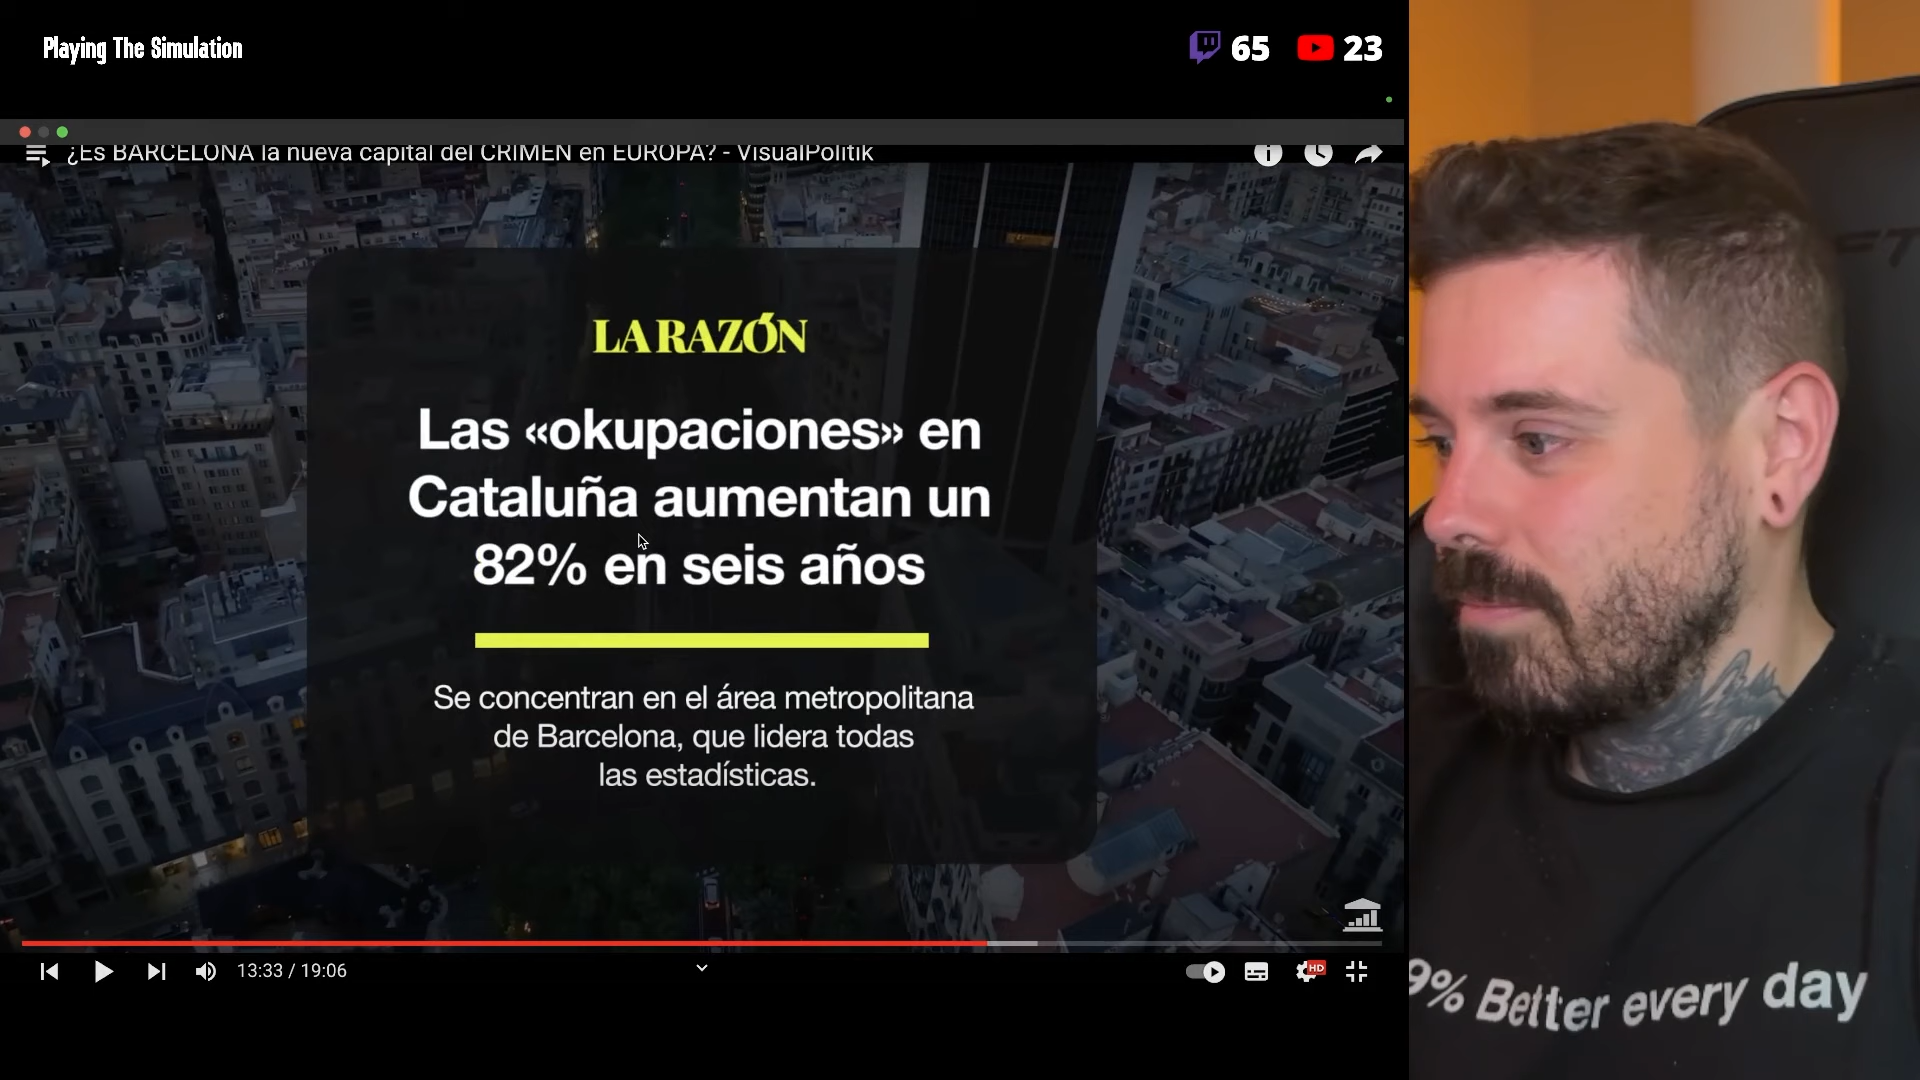 Playing The Simulation
65
23
¿Es BARCELONA la nueva capital del CRIMEN en EUROPA? - VisualPolitik
LA RAZÓN
Las «okupaciones» en
Cataluña aumentan un
82% en seis años
Se concentran en el área metropolitana
de Barcelona, que lidera todas
las estadísticas.
13:33 / 19:06
HD
9% Better every day